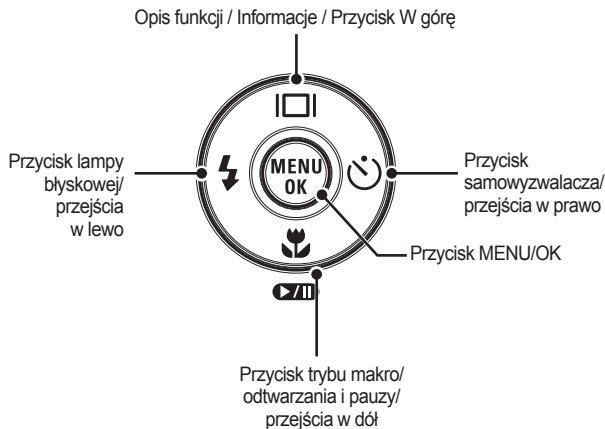 Opis funkcji / Informacje / Przycisk W górę
Przycisk lampy
błyskowej/
przejścia
w lewo
MENU
OK
Przycisk
samowyzwalacza/
przejścia w prawo
Przycisk MENU/OK
Przycisk trybu makro/
odtwarzania i pauzy/
przejścia w dół